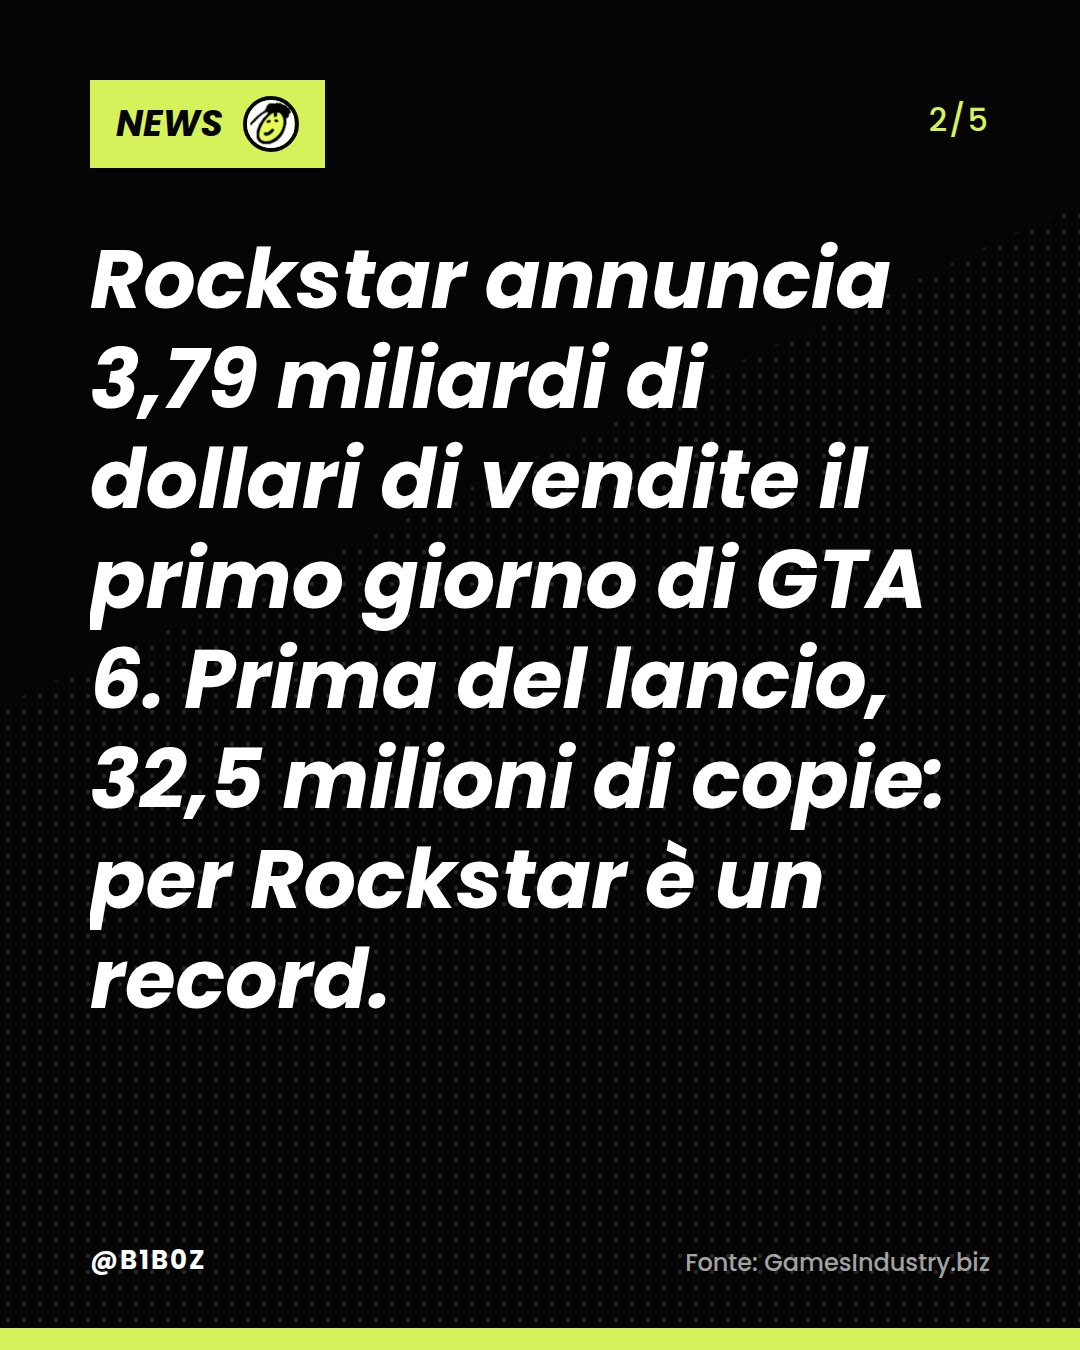 NEWS
2/5
Rockstar annuncia
3,79 miliardi di
dollari di vendite il
primo giorno di GTA
6. Prima del lancio,
32,5 milioni di copie:
per Rockstar è un
record.
@B1B0Z
Fonte: GamesIndustry.biz